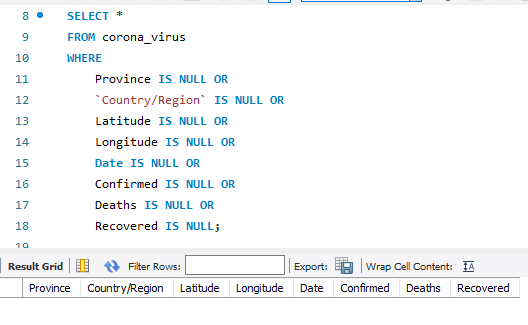 8 SELECT *
9 FROM corona_virus
10 WHERE
11 Province IS NULL OR
12 `Country/Region` IS NULL OR
13 Latitude IS NULL OR
14 Longitude IS NULL OR
15 Date IS NULL OR
16 Confirmed IS NULL OR
17 Deaths IS NULL OR
18 Recovered IS NULL;
19
Result Grid Filter Rows: Export: Wrap Cell Content: IA
Province Country/Region Latitude Longitude Date Confirmed Deaths Recovered